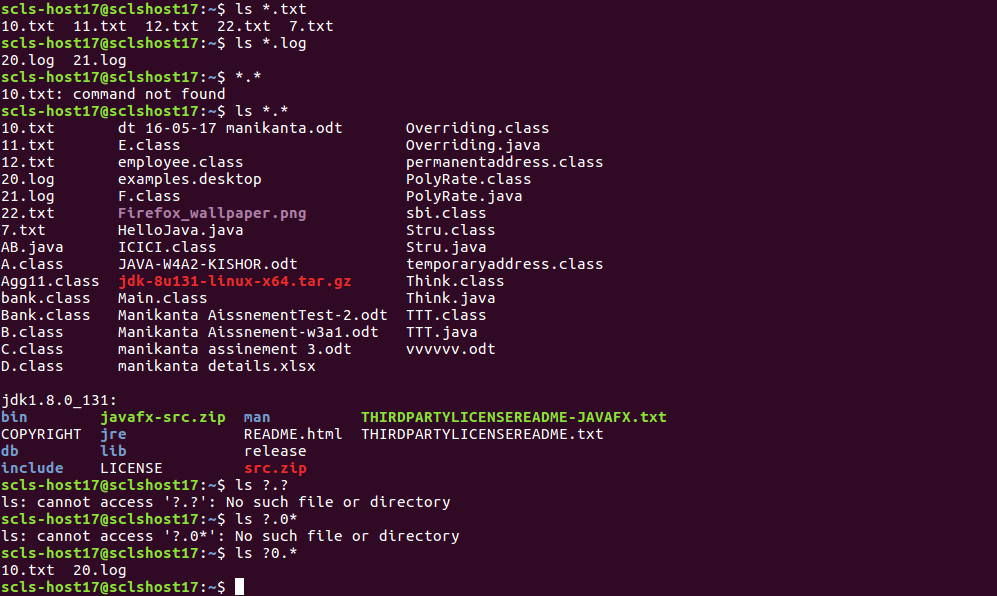 scls-host17@sclshost17:~$ ls *.txt
10.txt  11.txt  12.txt  22.txt  7.txt
scls-host17@sclshost17:~$ ls *.log
20.log  21.log
scls-host17@sclshost17:~$ *.*
10.txt: command not found
scls-host17@sclshost17:~$ ls *.*
10.txt       dt 16-05-17 manikanta.odt       Overriding.class
11.txt       E.class                         Overriding.java
12.txt       employee.class                  permanentaddress.class
20.log       examples.desktop                PolyRate.class
21.log       F.class                         PolyRate.java
22.txt       Firefox_wallpaper.png           sbi.class
7.txt        HelloJava.java                  Stru.class
AB.java      ICICI.class                     Stru.java
A.class      JAVA-W4A2-KISHOR.odt            temporaryaddress.class
Agg11.class  jdk-8u131-linux-x64.tar.gz      Think.class
bank.class   Main.class                      Think.java
Bank.class   Manikanta AissnementTest-2.odt  TTT.class
B.class      Manikanta Aissnement-w3a1.odt   TTT.java
C.class      manikanta assinement 3.odt      vvvvvv.odt
D.class      manikanta details.xlsx
jdk1.8.0_131:
bin        javafx-src.zip  man          THIRDPARTYLICENSEREADME-JAVAFX.txt
COPYRIGHT  jre             README.html  THIRDPARTYLICENSEREADME.txt
db         lib             release
include    LICENSE         src.zip
scls-host17@sclshost17:~$ ls ?.?
ls: cannot access '?.?': No such file or directory
scls-host17@sclshost17:~$ ls ?.0*
ls: cannot access '?.0*': No such file or directory
scls-host17@sclshost17:~$ ls ?0.*
10.txt  20.log
scls-host17@sclshost17:~$